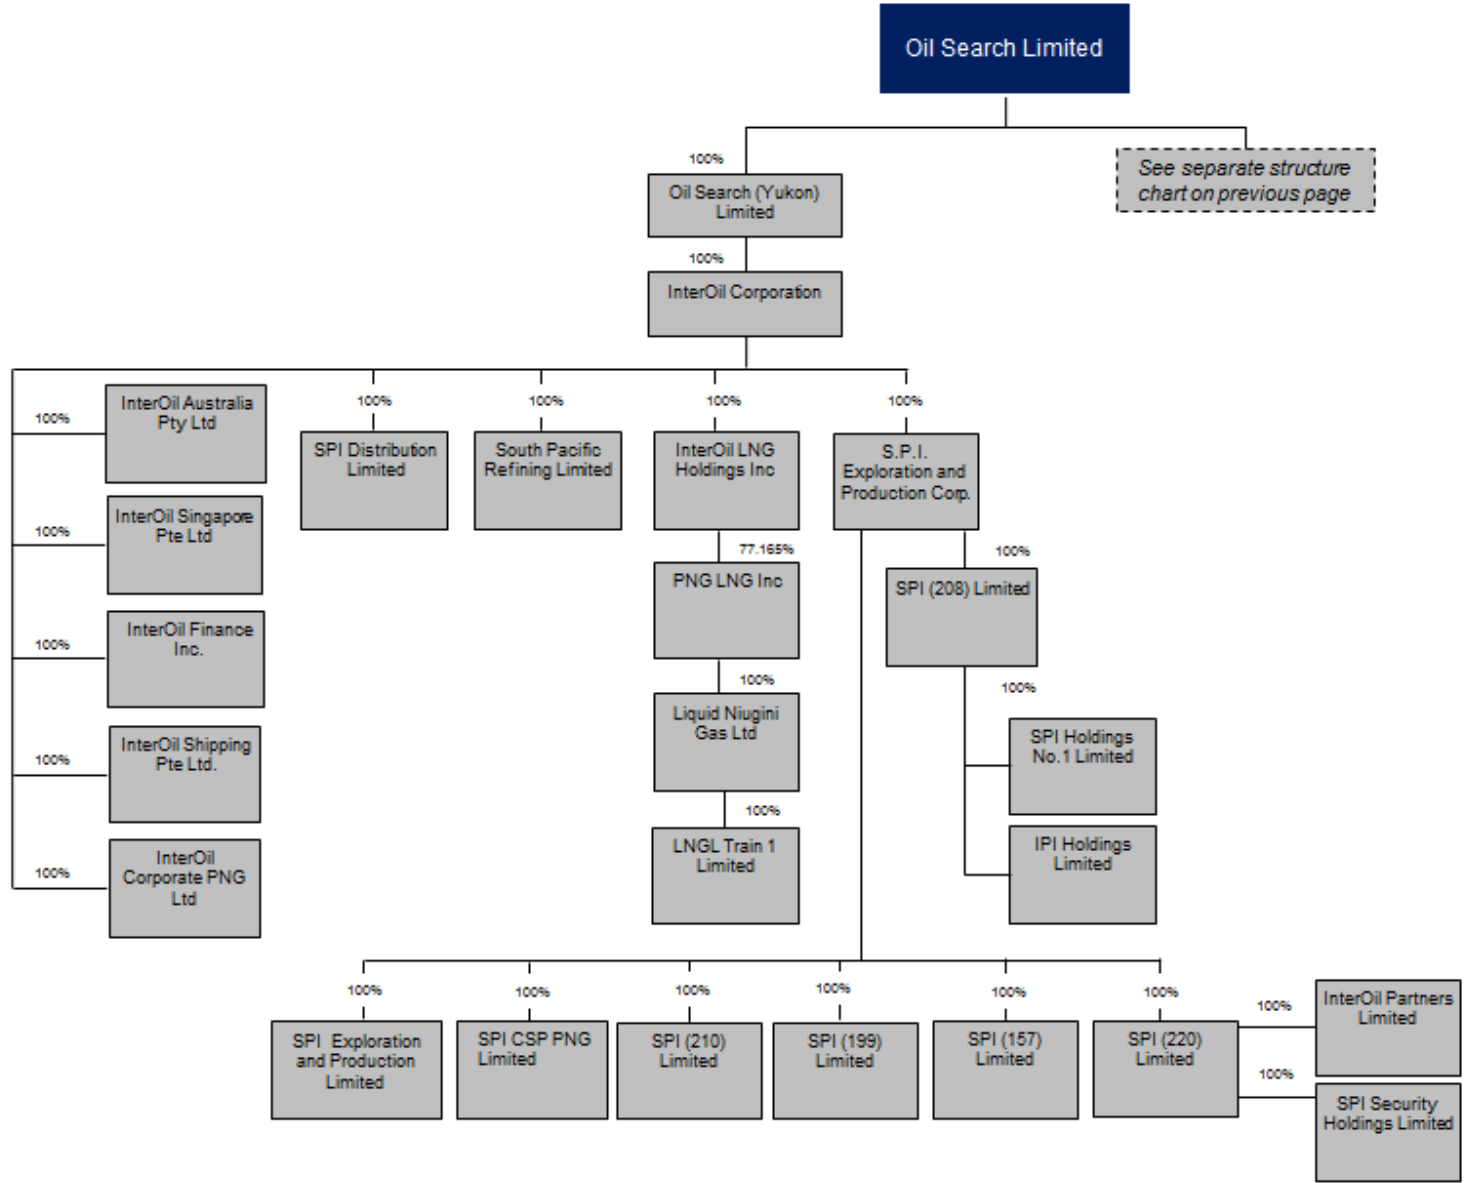 Oil Search Limited
See separate structure
chart on previous page
100%
Oil Search (Yukon)
Limited
100%
InterOil Corporation
100%
InterOil Australia
Pty Ltd
100%
InterOil Singapore
Pte Ltd
100%
InterOil Finance
Inc.
100%
InterOil Shipping
Pte Ltd.
100%
InterOil
Corporate PNG
Ltd
100%
SPI Distribution
Limited
100%
South Pacific
Refining Limited
100%
InterOil LNG
Holdings Inc
77.165%
PNG LNG Inc
100%
Liquid Niugini
Gas Ltd
100%
LNGL Train 1
Limited
100%
S.P.I.
Exploration and
Production Corp.
100%
SPI (208) Limited
100%
SPI Holdings
No.1 Limited
IPI Holdings
Limited
100%
SPI Exploration
and Production
Limited
100%
SPI CSP PNG
Limited
100%
SPI (210)
Limited
100%
SPI (199)
Limited
100%
SPI (157)
Limited
100%
SPI (220)
Limited
100%
InterOil Partners
Limited
100%
SPI Security
Holdings Limited